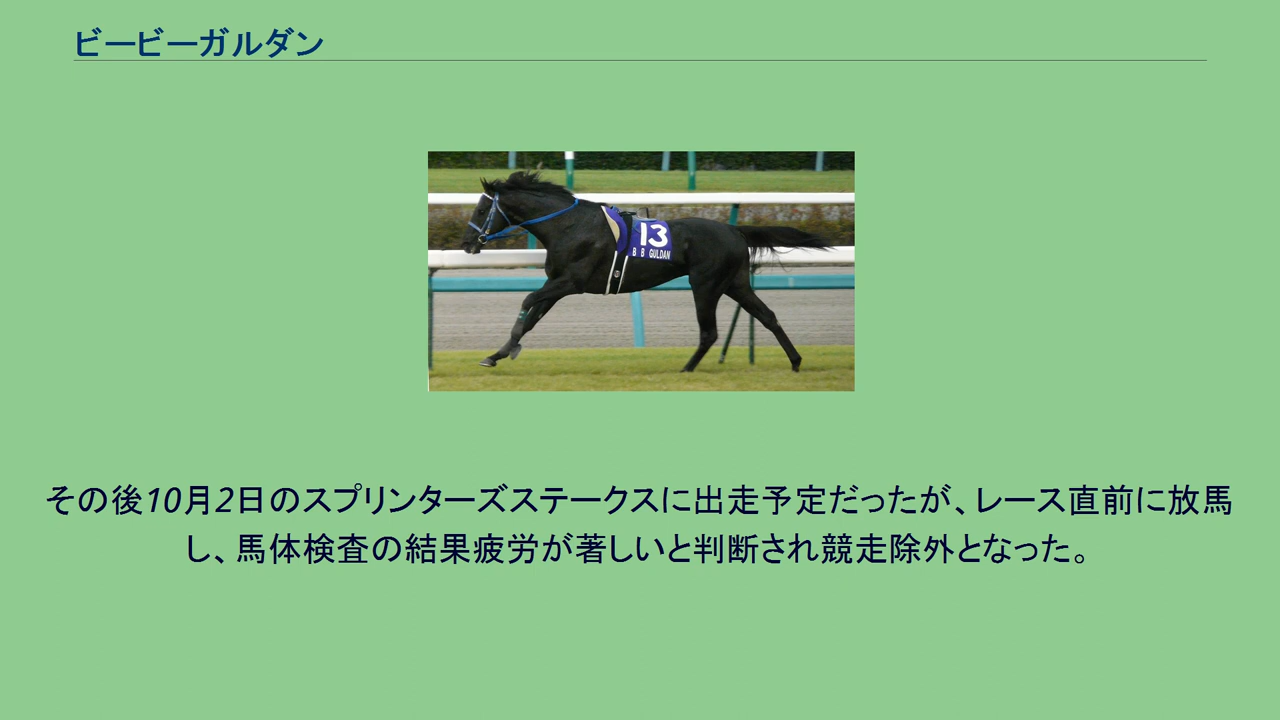 ビービーガルダン
13
B B GULDAN
その後10月2日のスプリンターズステークスに出走予定だったが、レース直前に放馬
し、馬体検査の結果疲労が著しいと判断され競走除外となった。